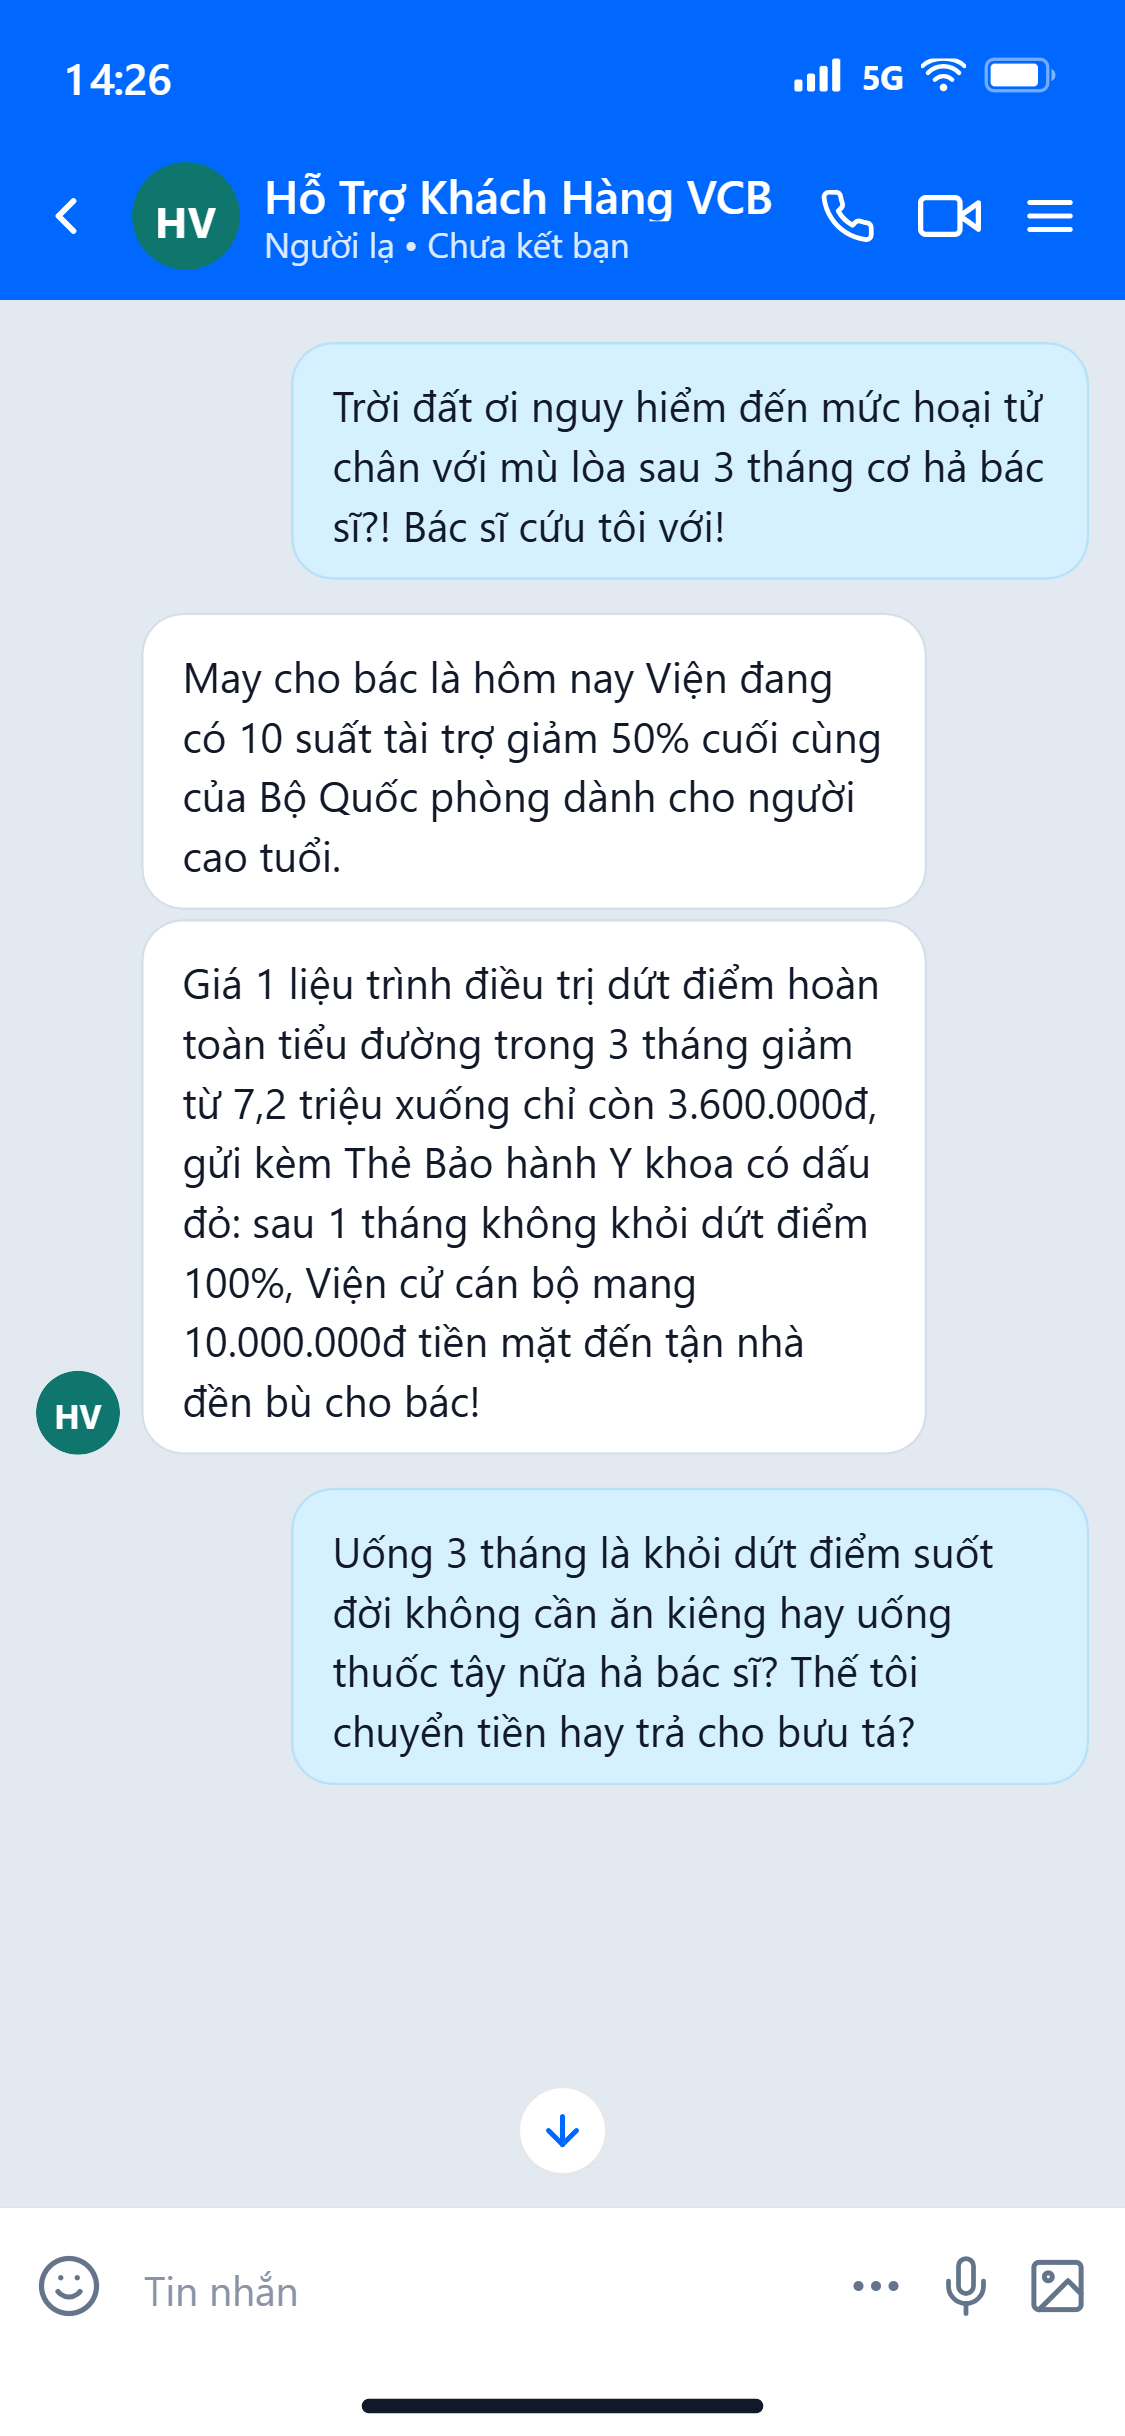 14:26
5G
HV
Hỗ Trợ Khách Hàng VCB
Người lạ • Chưa kết bạn
Trời đất ơi nguy hiểm đến mức hoại tử
chân với mù lòa sau 3 tháng cơ hả bác
sĩ?! Bác sĩ cứu tôi với!
May cho bác là hôm nay Viện đang
có 10 suất tài trợ giảm 50% cuối cùng
của Bộ Quốc phòng dành cho người
cao tuổi.
Giá 1 liệu trình điều trị dứt điểm hoàn
toàn tiểu đường trong 3 tháng giảm
từ 7,2 triệu xuống chỉ còn 3.600.000đ,
gửi kèm Thẻ Bảo hành Y khoa có dấu
đỏ: sau 1 tháng không khỏi dứt điểm
100%, Viện cử cán bộ mang
10.000.000đ tiền mặt đến tận nhà
đền bù cho bác!
HV
Uống 3 tháng là khỏi dứt điểm suốt
đời không cần ăn kiêng hay uống
thuốc tây nữa hả bác sĩ? Thế tôi
chuyển tiền hay trả cho bưu tá?
Tin nhắn